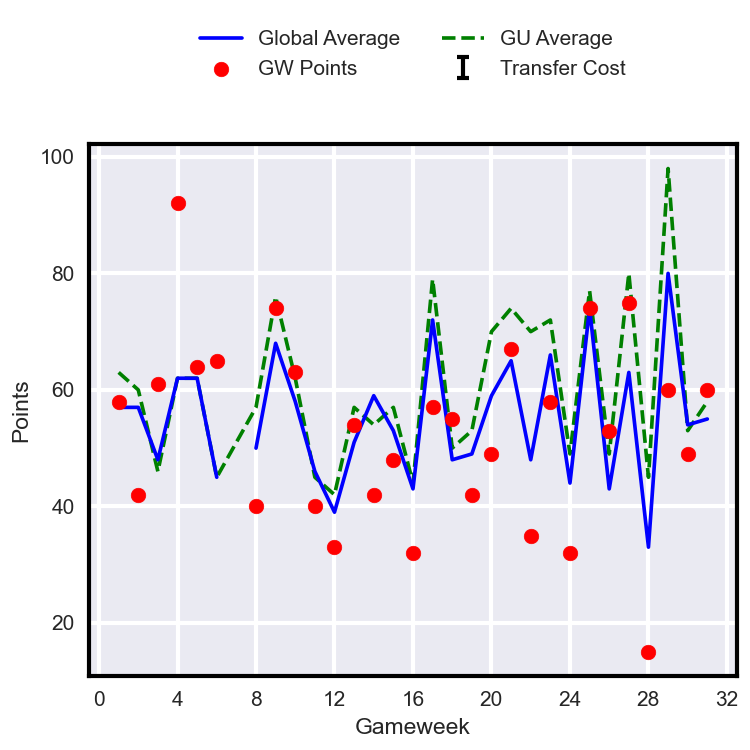 Global Average
GU Average
GW Points
Transfer Cost
100
80
60
40
20
Points
0 4 8 12 16 20 24 28 32
Gameweek